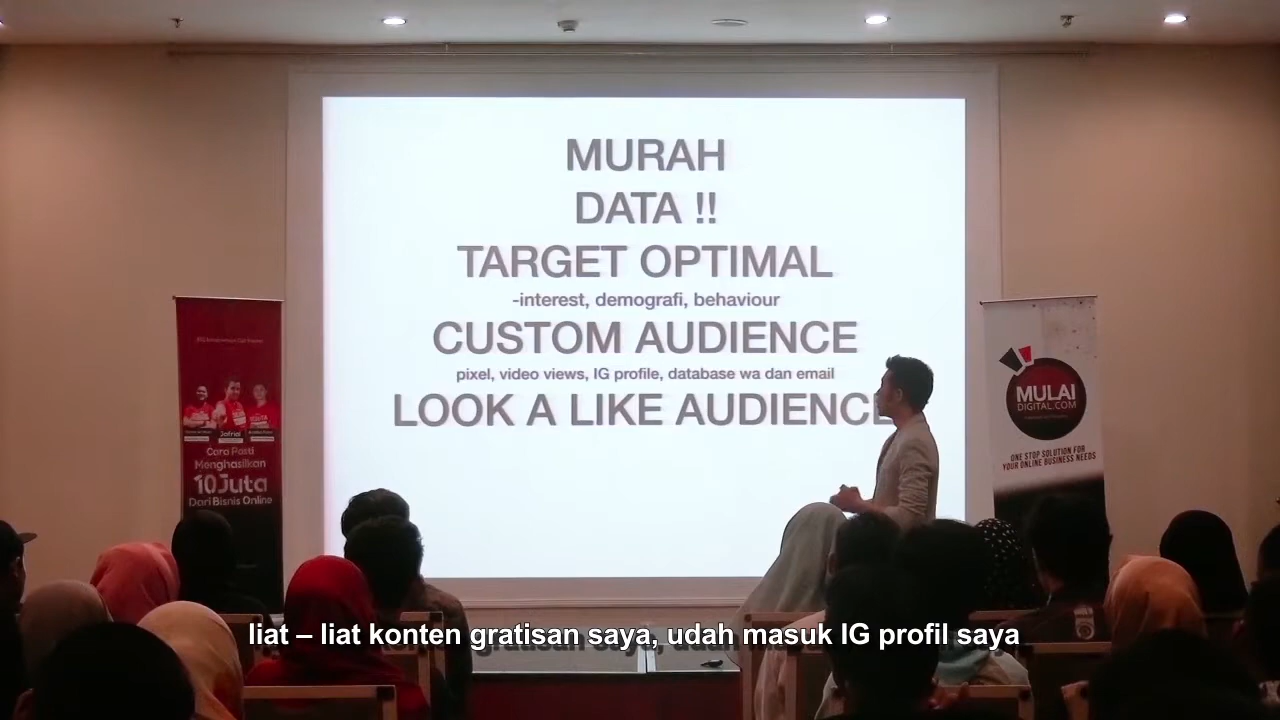 MURAH
DATA !!
TARGET OPTIMAL
-interest, demografi, behaviour
CUSTOM AUDIENCE
pixel, video views, IG profile, database wa dan email
LOOK A LIKE AUDIENCE
Jafrai
Cara Pasti
Menghasilkan
10Juta
Dari Bisnis Online
MULAI
DIGITAL.COM
ONE STOP SOLUTION FOR
YOUR ONLINE BUSINESS NEEDS
liat – liat konten gratisan saya, udah masuk IG profil saya